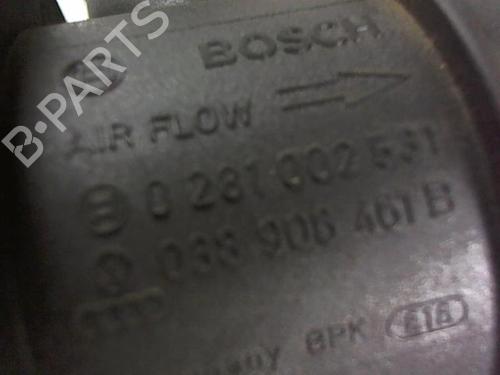 BOSCH
AIR FLOW
0 281 002 531
038 906 461 B
BPK E18
B-PARTS